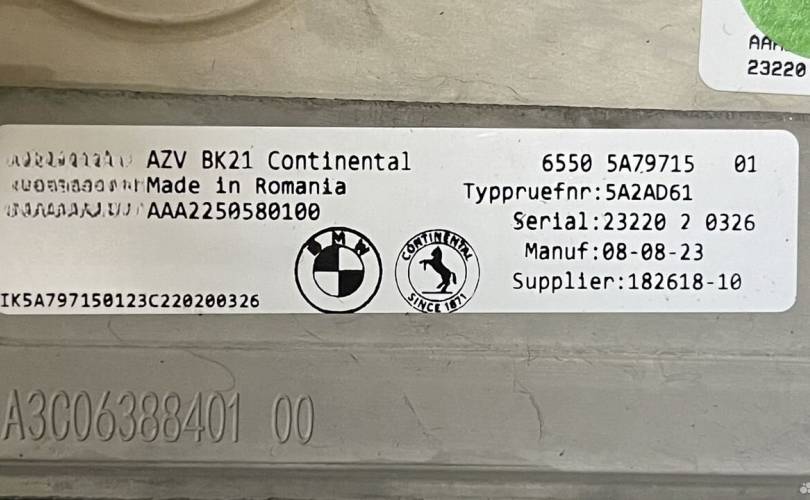 23220
AZV BK21 Continental
Made in Romania
AAA2250580100
6550 5A79715 01
Typpruefnr:5A2AD61
Serial:23220 2 0326
Manuf:08-08-23
Supplier:182618-10
BMW
CONTINENTAL
SINCE 1871
IK5A797150123C220200326
A3C06388401 00